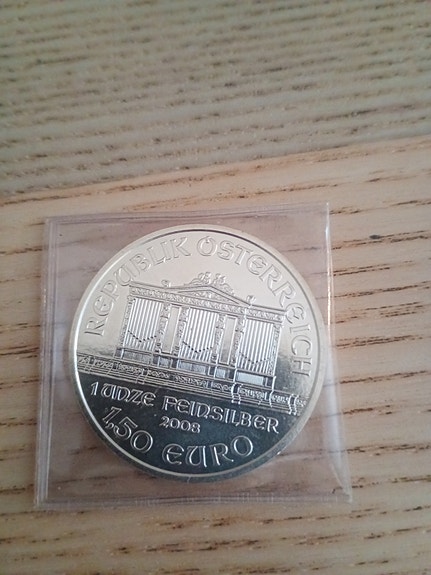 REPUBLIK ÖSTERREICH
1 UNZE FEINSILBER
2008
1,50 EURO